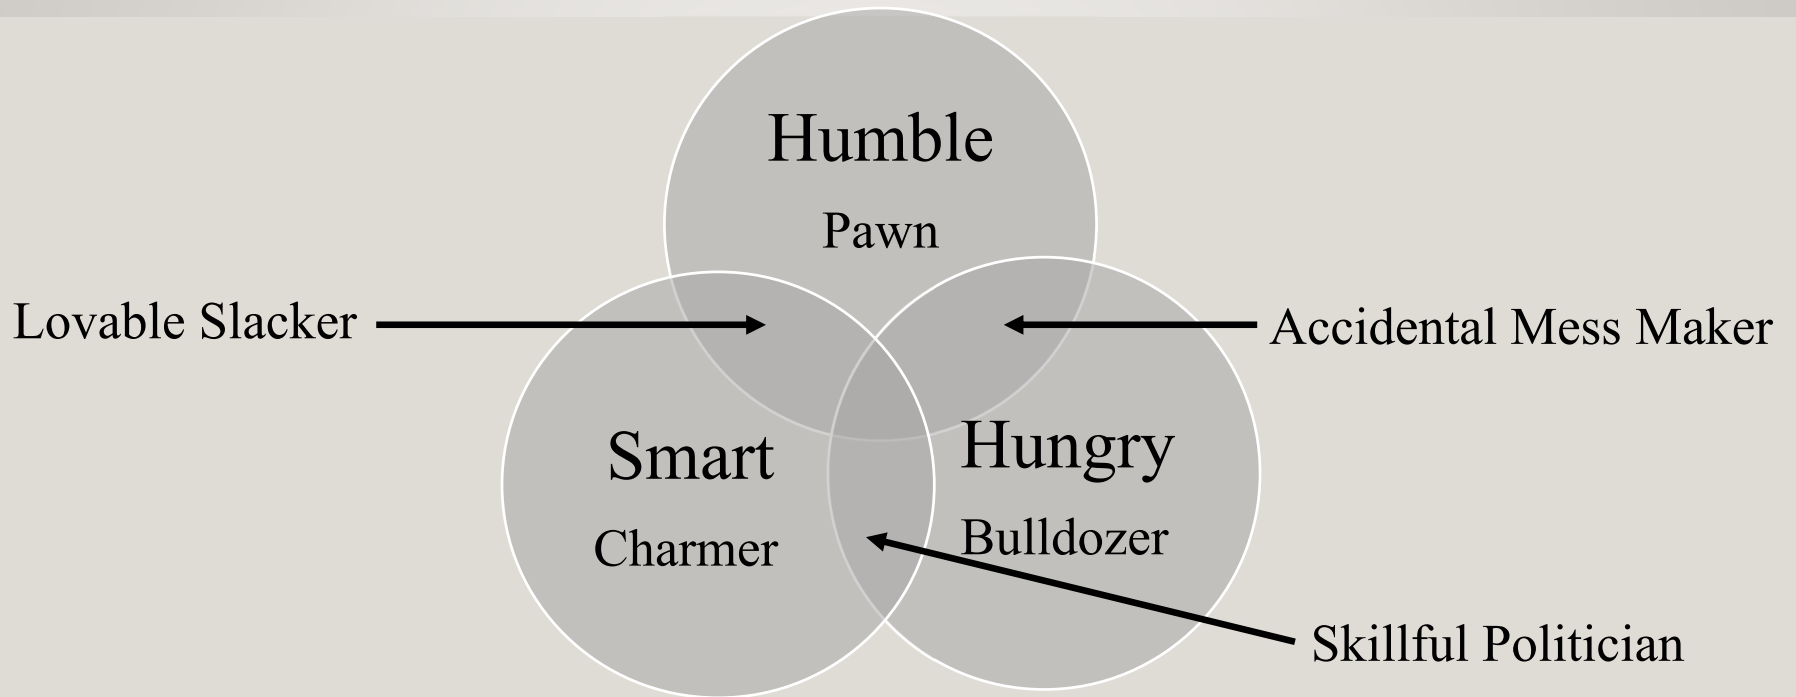 Humble
Pawn
Lovable Slacker
Accidental Mess Maker
Smart
Charmer
Hungry
Bulldozer
Skillful Politician